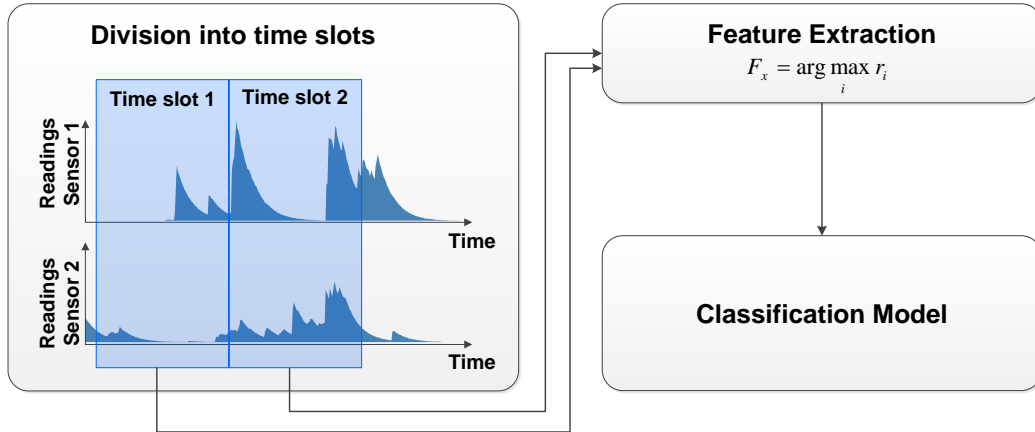 Division into time slots
Time slot 1
Time slot 2
Readings
Sensor 1
Time
Readings
Sensor 2
Time
Feature Extraction
F_x = arg max_i r_i
Classification Model